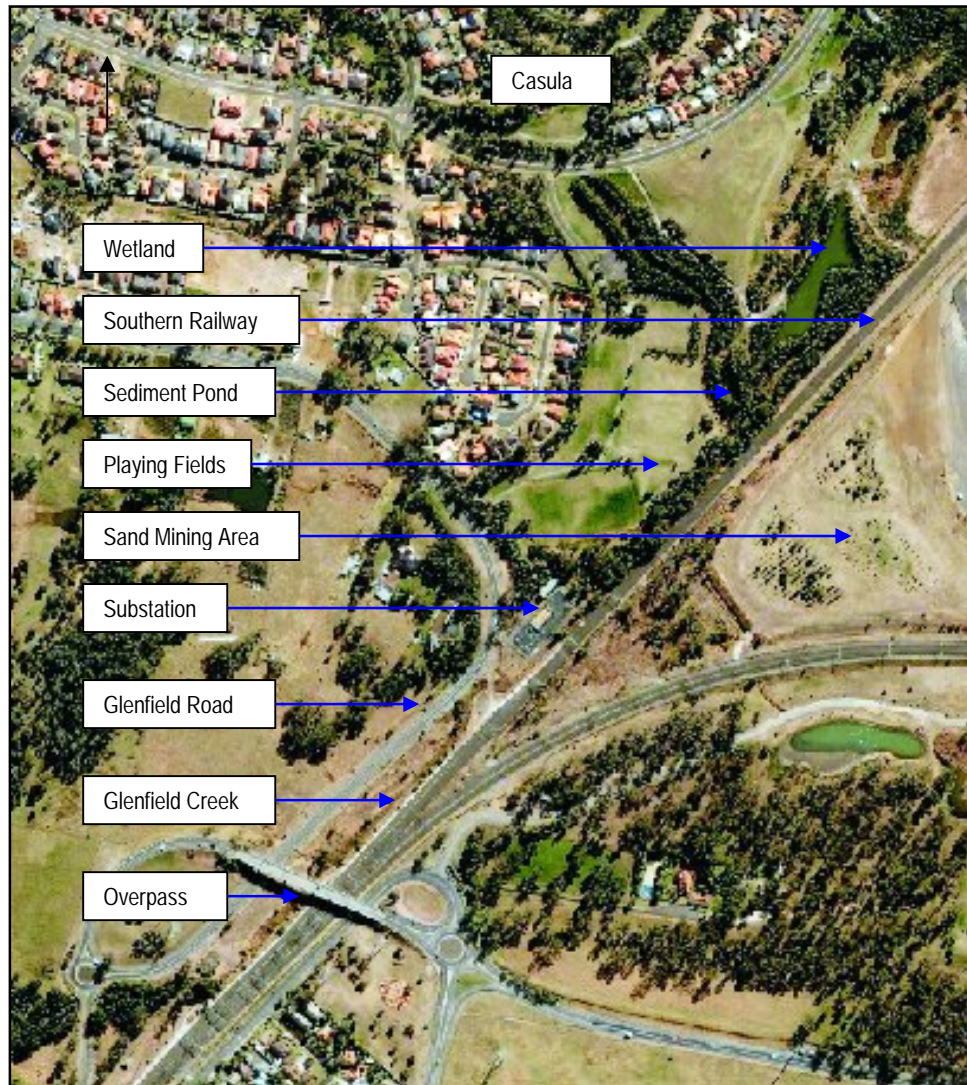 Casula
Wetland
Southern Railway
Sediment Pond
Playing Fields
Sand Mining Area
Substation
Glenfield Road
Glenfield Creek
Overpass